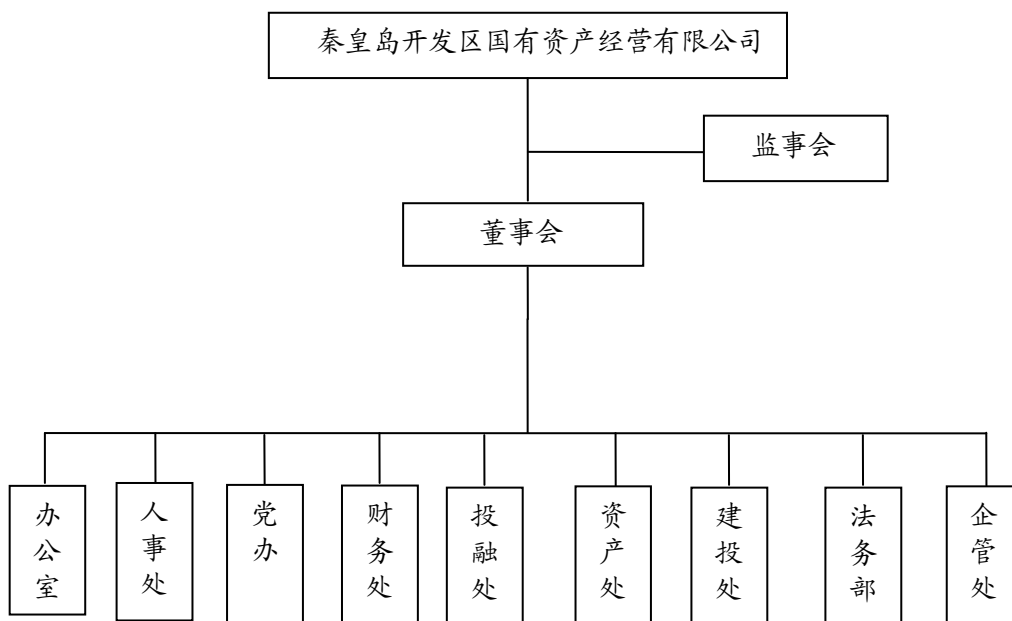 秦皇岛开发区国有资产经营有限公司
监事会
董事会
办公室
人事处
党办
财务处
投融处
资产处
建投处
法务部
企管处